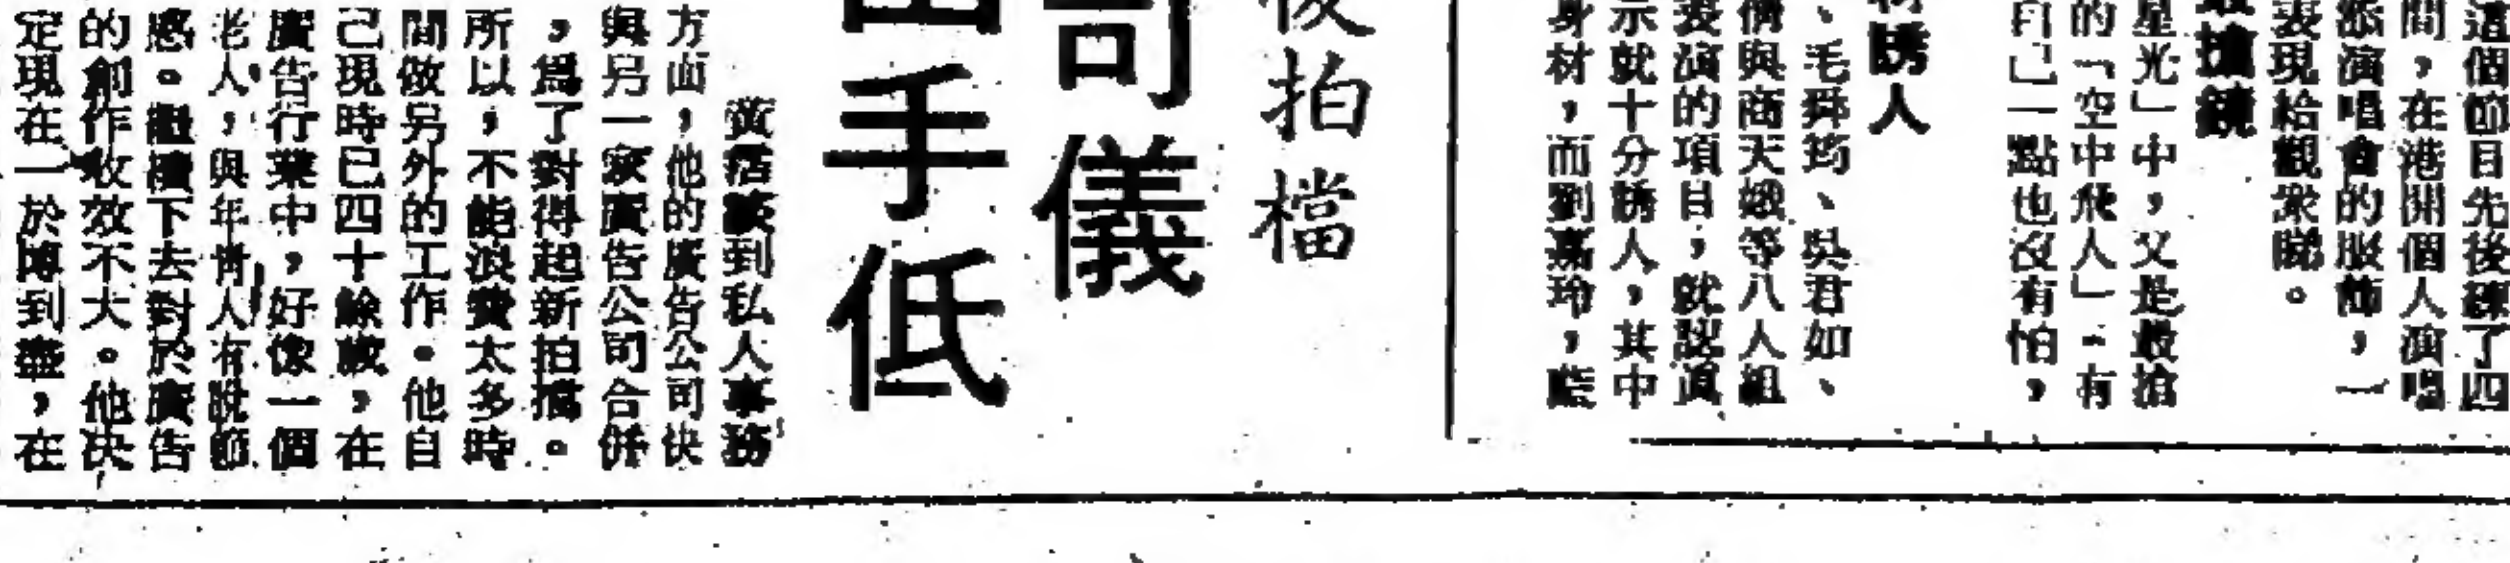 這個節目先後練了四
間，在港開個人演唱
演唱會的服飾，一
表現給觀衆睇。
最搶鏡
星光」中，又是最搶
的「空中飛人」，有
一點也沒有怕，
誘人
、毛舜筠、吳君如、
與商天娥等八人組
表演的項目，就認真
示就十分誘人，其中
身材，而劉嘉玲，藍
後拍檔
司儀
手低
黃霑談到私人事務
方面，他的廣告公司快
與另一家廣告公司合併
，爲了對得起新拍檔。
所以，不能浪費太多時
間做另外的工作。他自
己現時已四十餘歲，在
廣告行業中，好像一個
老人，與年靑人有脫節
感。繼續下去對於廣告
的創作收效不大。他決
定現在一於搏到盡，在